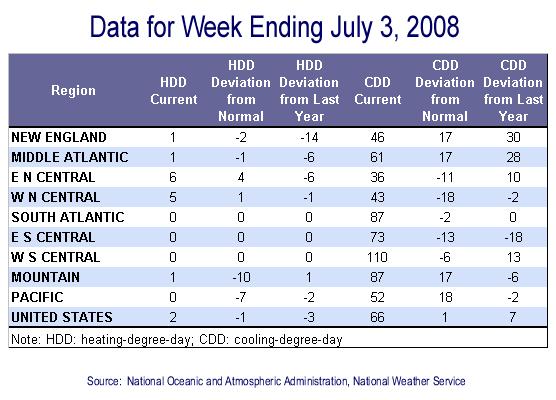 Data for Week Ending July 3, 2008
Region HDD Current HDD Deviation from Normal HDD Deviation from Last Year CDD Current CDD Deviation from Normal CDD Deviation from Last Year
NEW ENGLAND 1 -2 -14 46 17 30
MIDDLE ATLANTIC 1 -1 -6 61 17 28
E N CENTRAL 6 4 -6 36 -11 10
W N CENTRAL 5 1 -1 43 -18 -2
SOUTH ATLANTIC 0 0 0 87 -2 0
E S CENTRAL 0 0 0 73 -13 -18
W S CENTRAL 0 0 0 110 -6 13
MOUNTAIN 1 -10 1 87 17 -6
PACIFIC 0 -7 -2 52 18 -2
UNITED STATES 2 -1 -3 66 1 7
Note: HDD: heating-degree-day; CDD: cooling-degree-day
Source: National Oceanic and Atmospheric Administration, National Weather Service